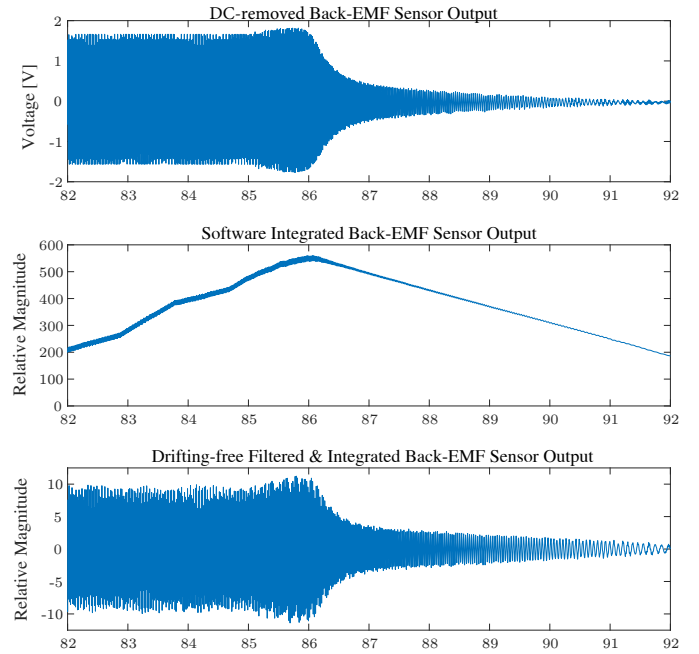 DC-removed Back-EMF Sensor Output
Voltage [V]
2
1
0
-1
-2
82 83 84 85 86 87 88 89 90 91 92
Software Integrated Back-EMF Sensor Output
Relative Magnitude
600
500
400
300
200
100
0
82 83 84 85 86 87 88 89 90 91 92
Drifting-free Filtered & Integrated Back-EMF Sensor Output
Relative Magnitude
10
5
0
-5
-10
82 83 84 85 86 87 88 89 90 91 92